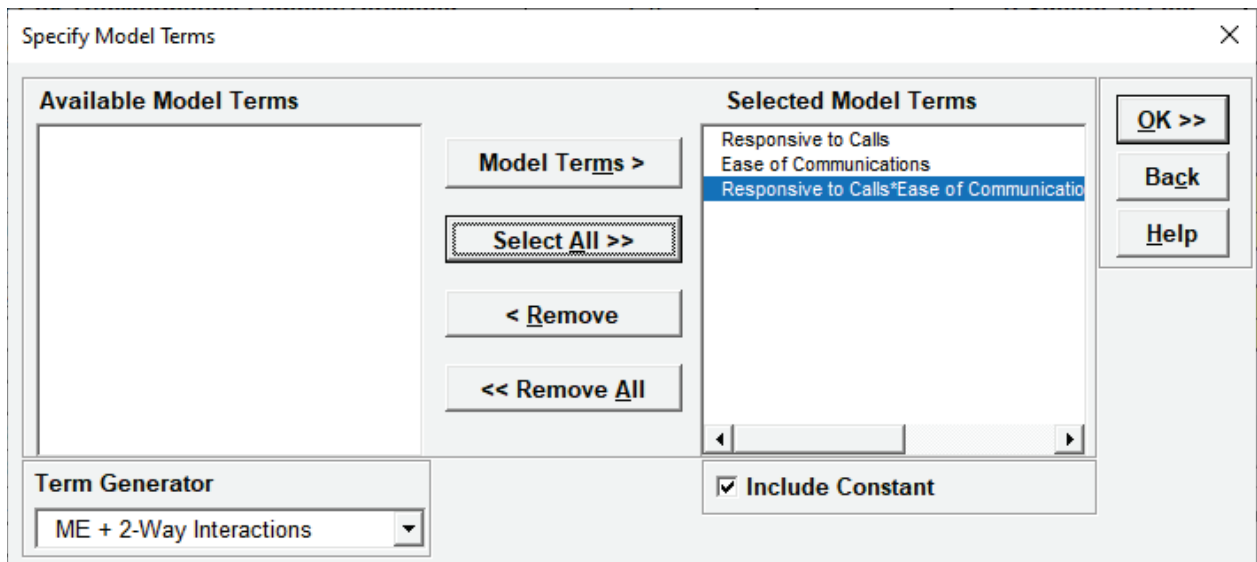 Specify Model Terms
Available Model Terms
Selected Model Terms
Model Terms >
Select All >>
< Remove
<< Remove All
Responsive to Calls
Ease of Communications
Responsive to Calls*Ease of Communicatio
OK >>
Back
Help
Term Generator
ME + 2-Way Interactions
Include Constant